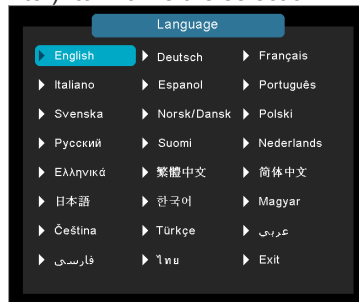 Language
English Deutsch Français
Italiano Espanol Português
Svenska Norsk/Dansk Polski
Русский Suomi Nederlands
Ελληνικά 繁體中文 简体中文
日本語 한국어 Magyar
Čeština Türkçe عربي
فارسی ไทย Exit